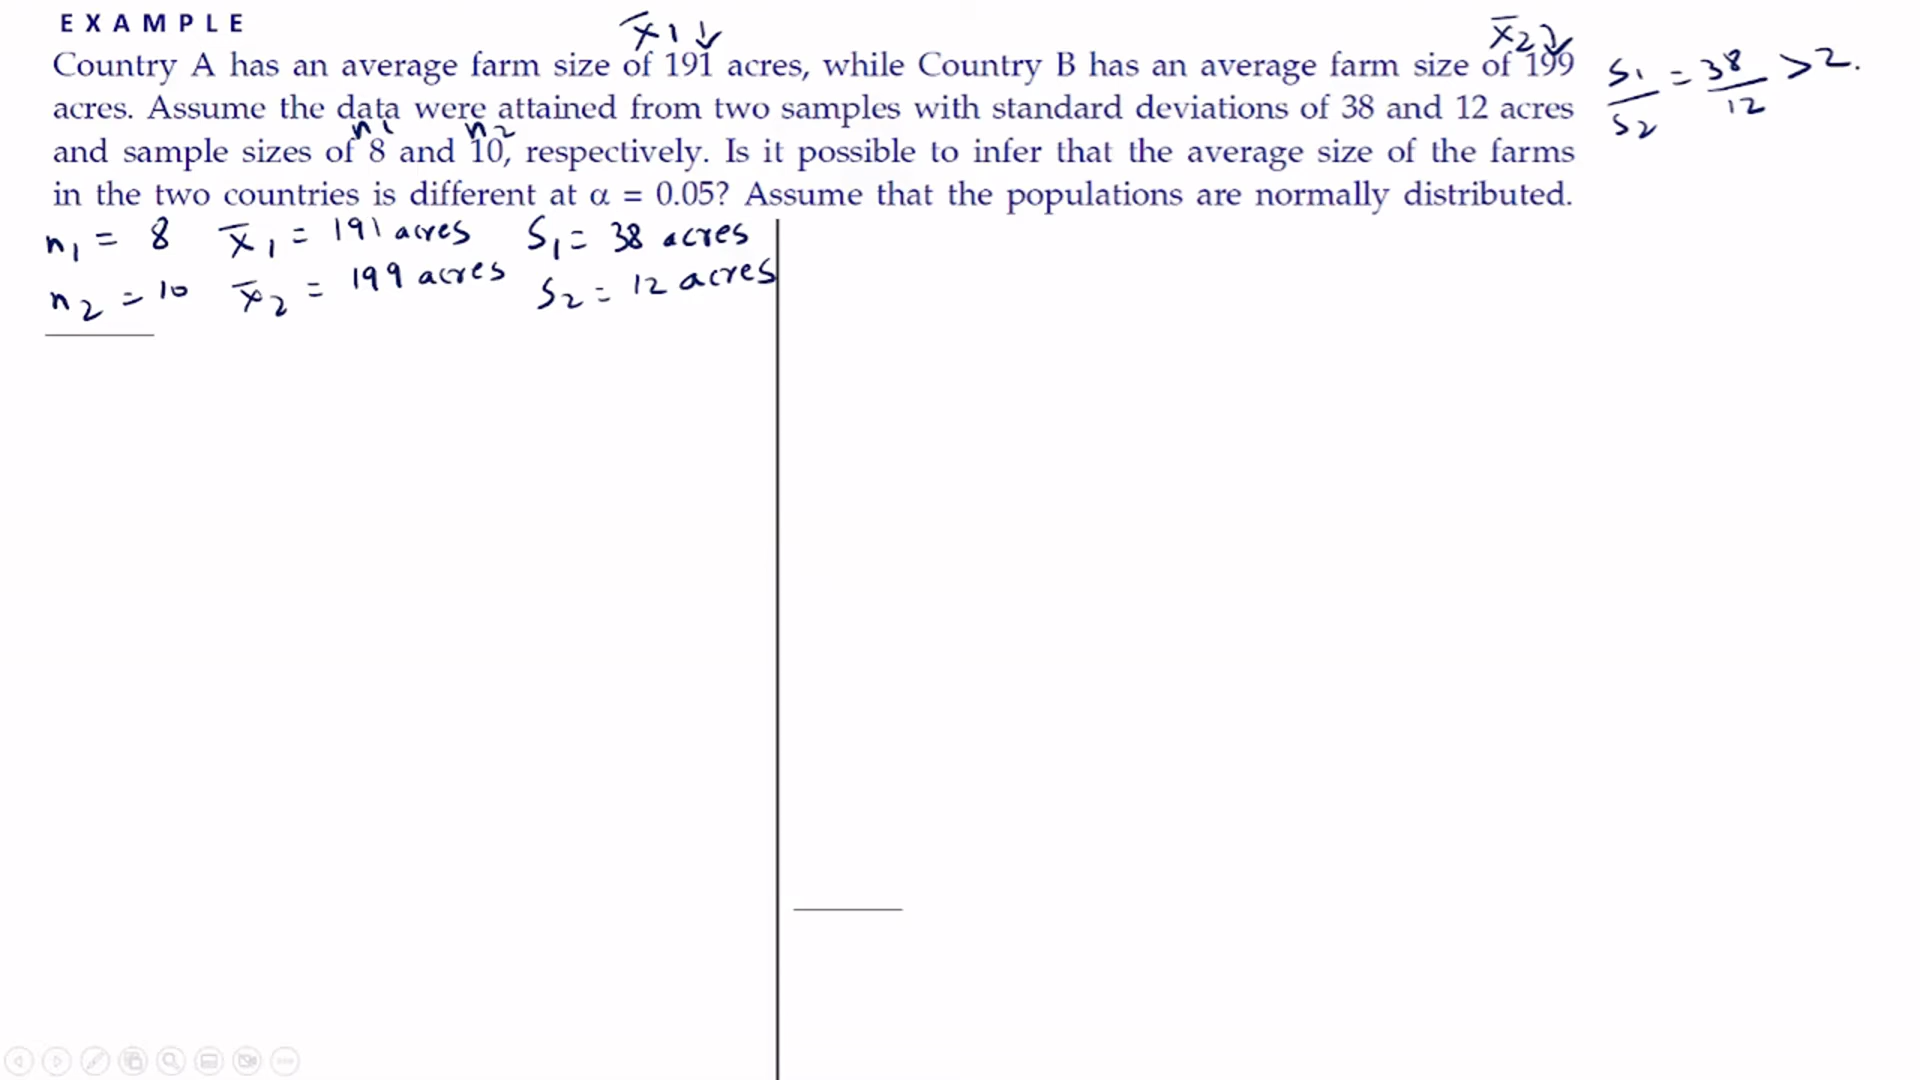 EXAMPLE
x̄1 ↓ x̄2 ↓
Country A has an average farm size of 191 acres, while Country B has an average farm size of 199
acres. Assume the data were attained from two samples with standard deviations of 38 and 12 acres
n1 n2
and sample sizes of 8 and 10, respectively. Is it possible to infer that the average size of the farms
in the two countries is different at α = 0.05? Assume that the populations are normally distributed.
S1/S2 = 38/12 > 2.
n1 = 8 x̄1 = 191 acres S1 = 38 acres
n2 = 10 x̄2 = 199 acres S2 = 12 acres